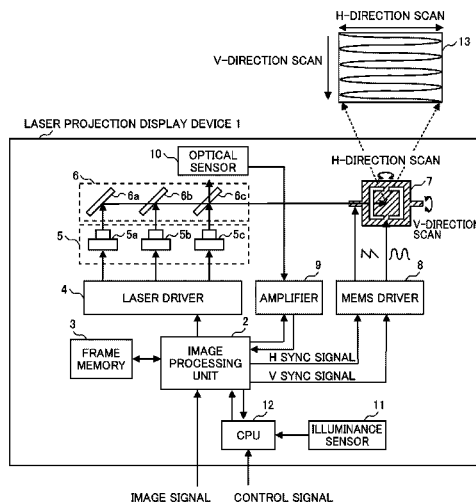 H-DIRECTION SCAN
13
V-DIRECTION
SCAN
LASER PROJECTION DISPLAY DEVICE 1
10
OPTICAL
SENSOR
H-DIRECTION SCAN
6
6a
6b
6c
7
V-DIRECTION
SCAN
5
5a
5b
5c
4
LASER DRIVER
9
AMPLIFIER
8
MEMS DRIVER
3
FRAME
MEMORY
2
IMAGE
PROCESSING
UNIT
H SYNC SIGNAL
V SYNC SIGNAL
12
CPU
11
ILLUMINANCE
SENSOR
IMAGE SIGNAL
CONTROL SIGNAL